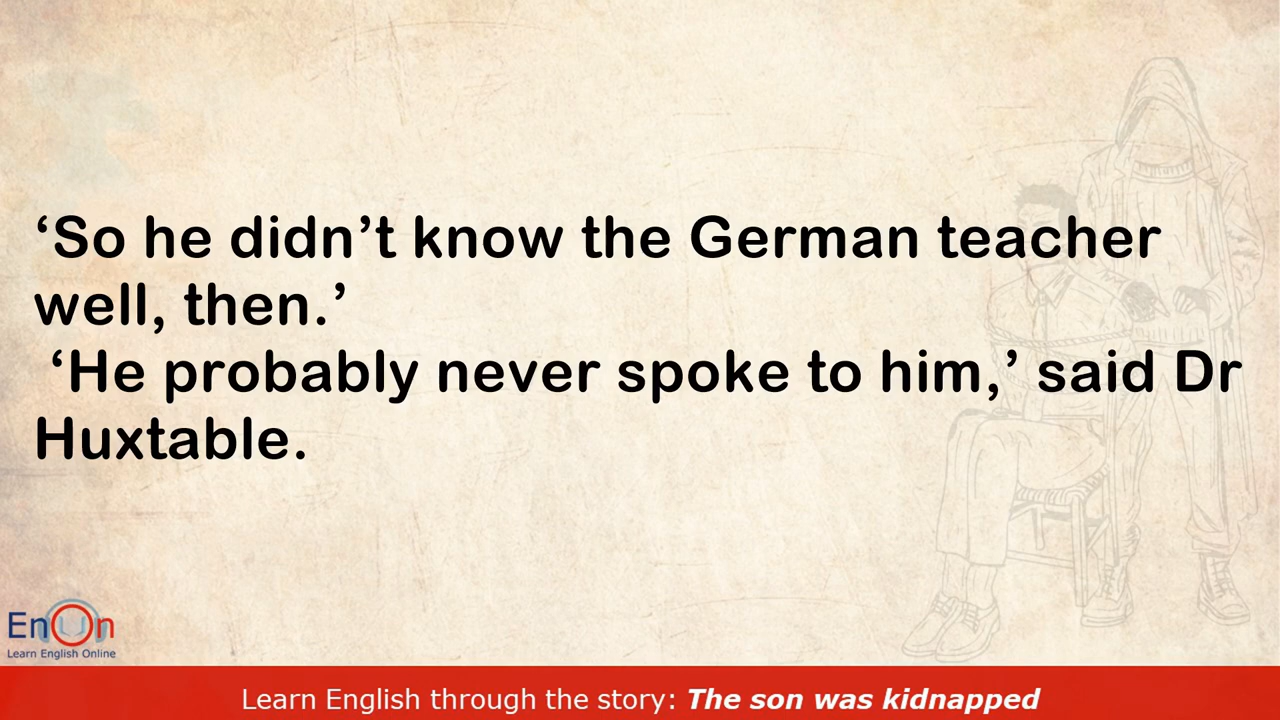 ‘So he didn’t know the German teacher
well, then.’
‘He probably never spoke to him,’ said Dr
Huxtable.
EnOn
Learn English Online
Learn English through the story: The son was kidnapped